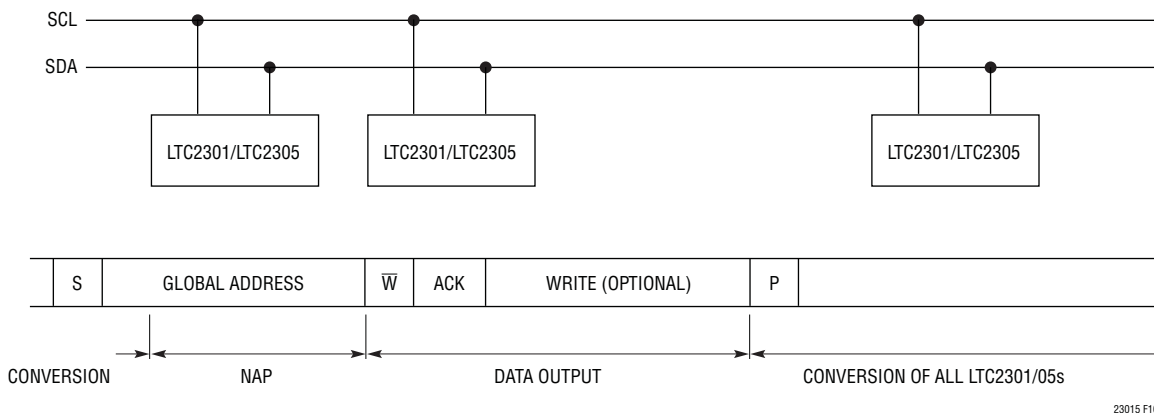 SCL
SDA
LTC2301/LTC2305 LTC2301/LTC2305 LTC2301/LTC2305
S GLOBAL ADDRESS W̅ ACK WRITE (OPTIONAL) P
CONVERSION NAP DATA OUTPUT CONVERSION OF ALL LTC2301/05s